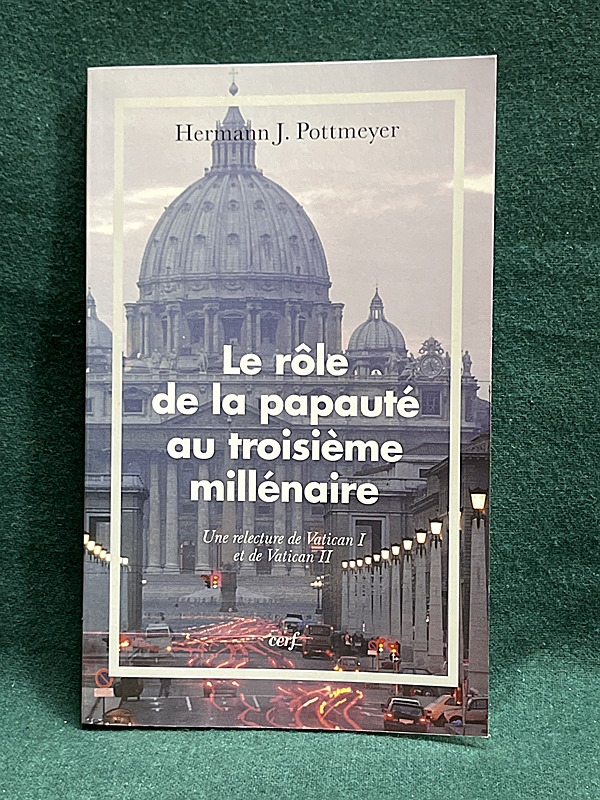 Hermann J. Pottmeyer
Le rôle
de la papauté
au troisième
millénaire
Une relecture de Vatican I
et de Vatican II
cerf